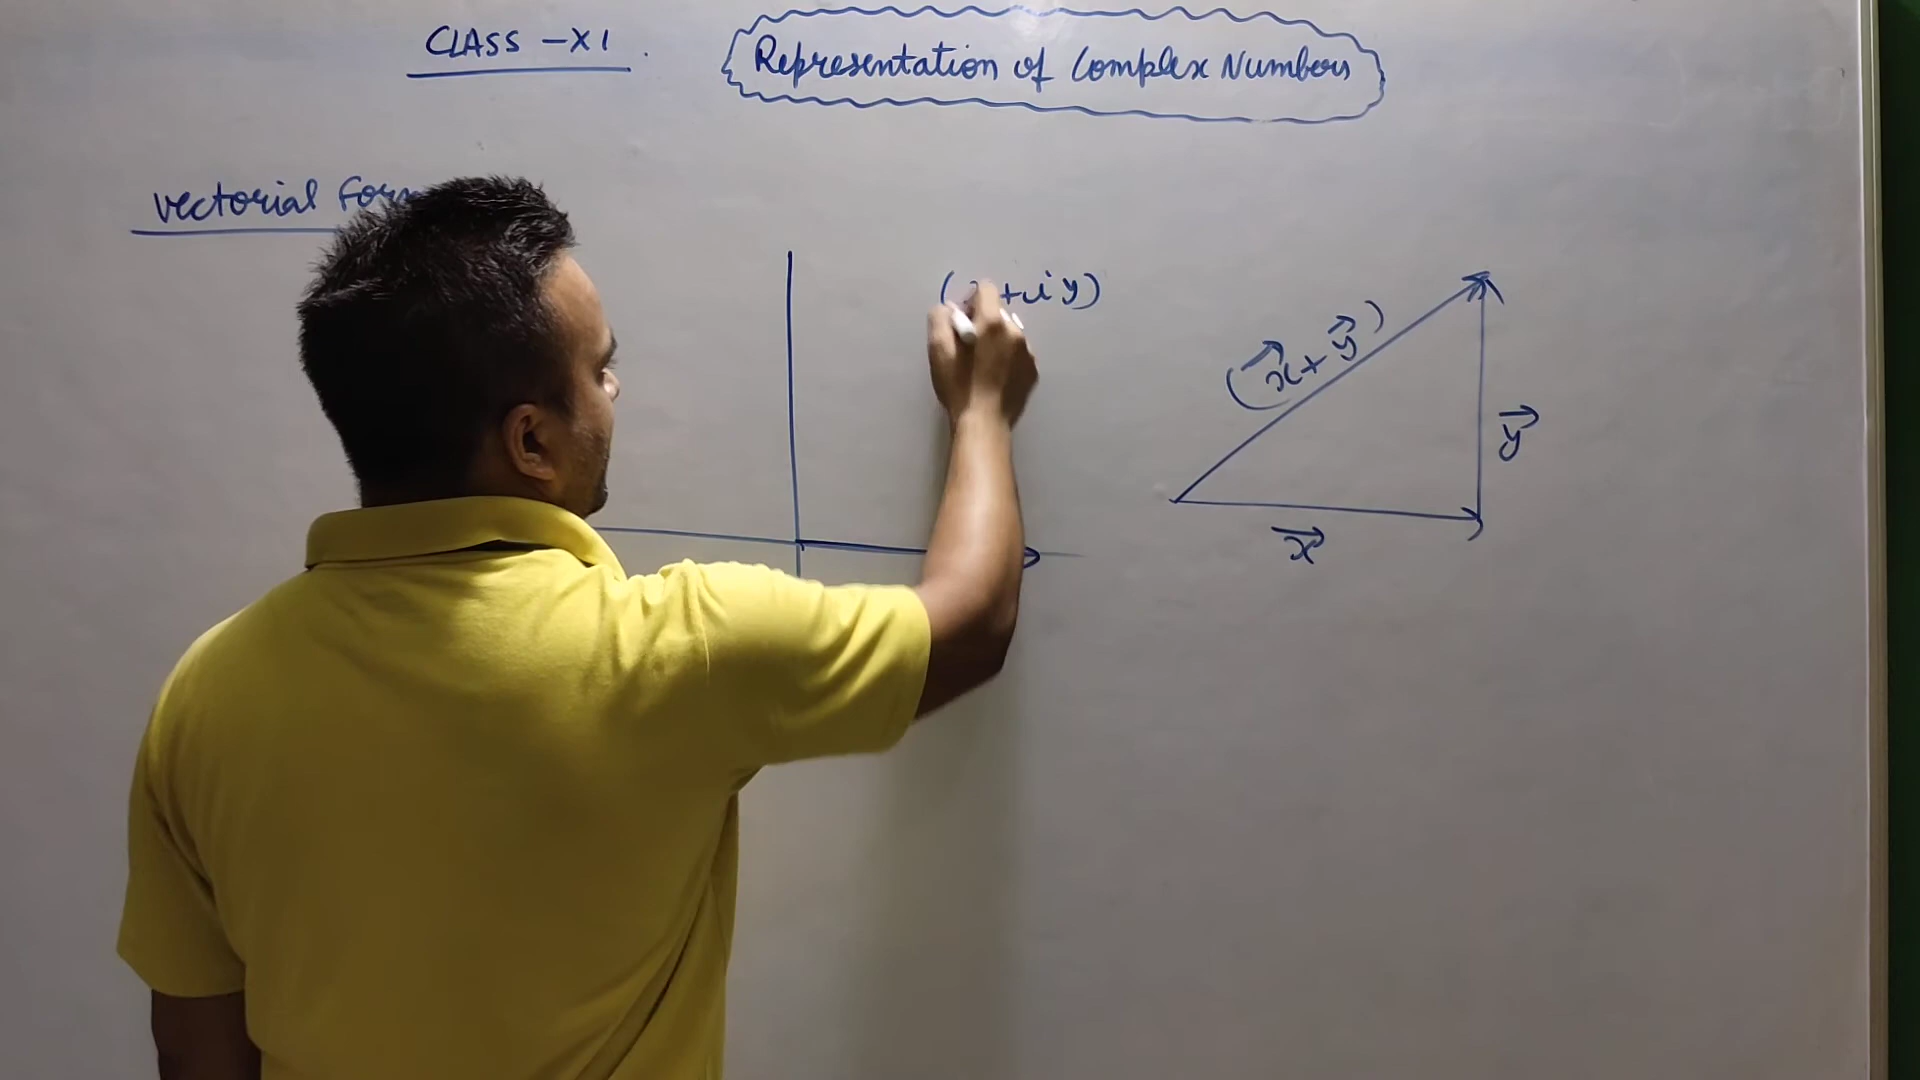 CLASS - XI .
Representation of Complex Numbers
Vectorial
+iy)
(x⃗ + y⃗)
y⃗
x⃗